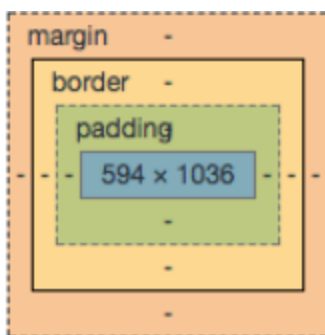 margin -
border -
padding -
- - - 594 × 1036 - - -
-
-
-